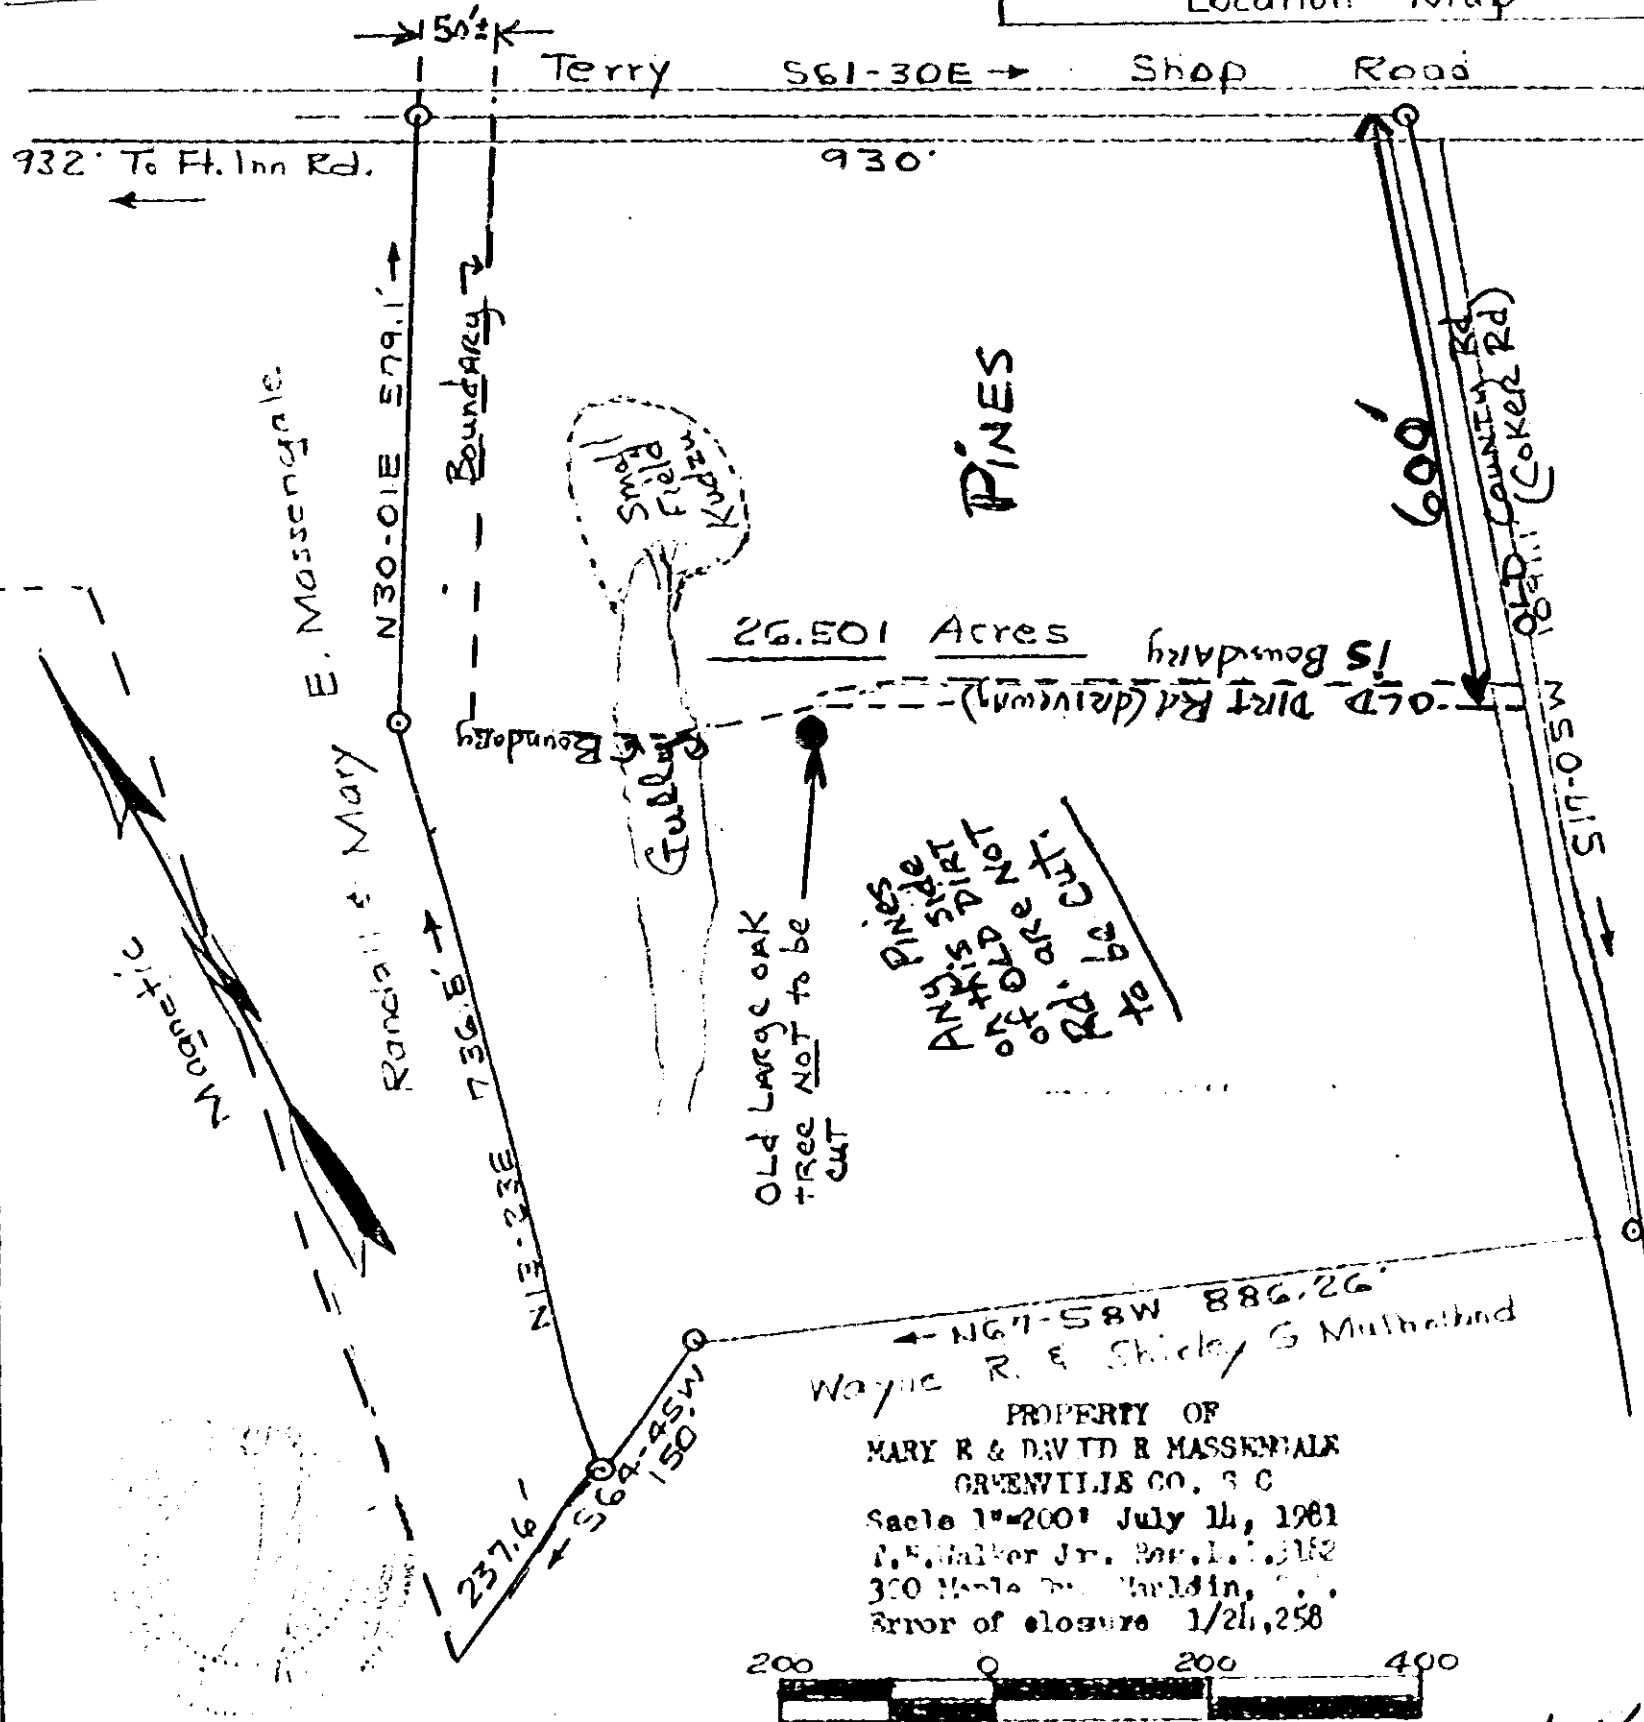 Location Map
50'±
Terry S61-30E → Shop Road
932' To Ft. Inn Rd.
←
930'
N30-01E 579.1' →
Boundary
E. Massengale
Randall & Mary
Small
Field
Kudzu
PINES
600'
OLD COUNTY Rd
(COKER Rd)
26.501 Acres
OLD DIRT Rd (driveway)
is Boundary
Boundary
S17-05W
→
Magnetic
N
N13-23E 736.8' →
OLd LARge OAK
tRee NOT to be
CUT
ANY PINES
on this side
of OLD DIRT
Rd. are NOT
to be cut.
← N67-58W 886.26'
Wayne R. & Shirley S
S64-45W
150'
←
237.6'
PROPERTY OF
MARY E & DAVID R MASSENGALE
GREENVILLE CO. S C
Sacle 1"=200' July 14, 1981
Error of closure 1/24,258
200 0 200 400